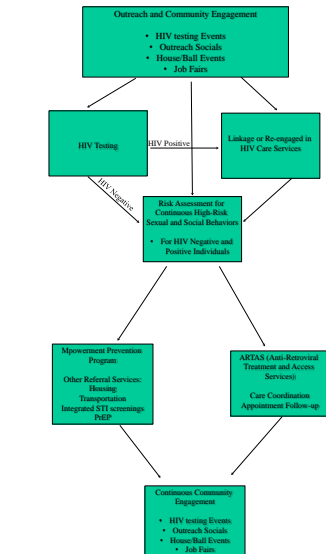 Outreach and Community Engagement
• HIV testing Events
• Outreach Socials
• House/Ball Events
• Job Fairs
HIV Testing
HIV Positive
Linkage or Re-engaged in
HIV Care Services
HIV Negative
Risk Assessment for
Continuous High-Risk
Sexual and Social Behaviors
• For HIV Negative and
Positive Individuals
Mpowerment Prevention
Program
Other Referral Services:
Housing
Transportation
Integrated STI screenings
PrEP
ARTAS (Anti-Retroviral
Treatment and Access
Services)
Care Coordination
Appointment Follow-up
Continuous Community
Engagement
• HIV testing Events
• Outreach Socials
• House/Ball Events
• Job Fairs